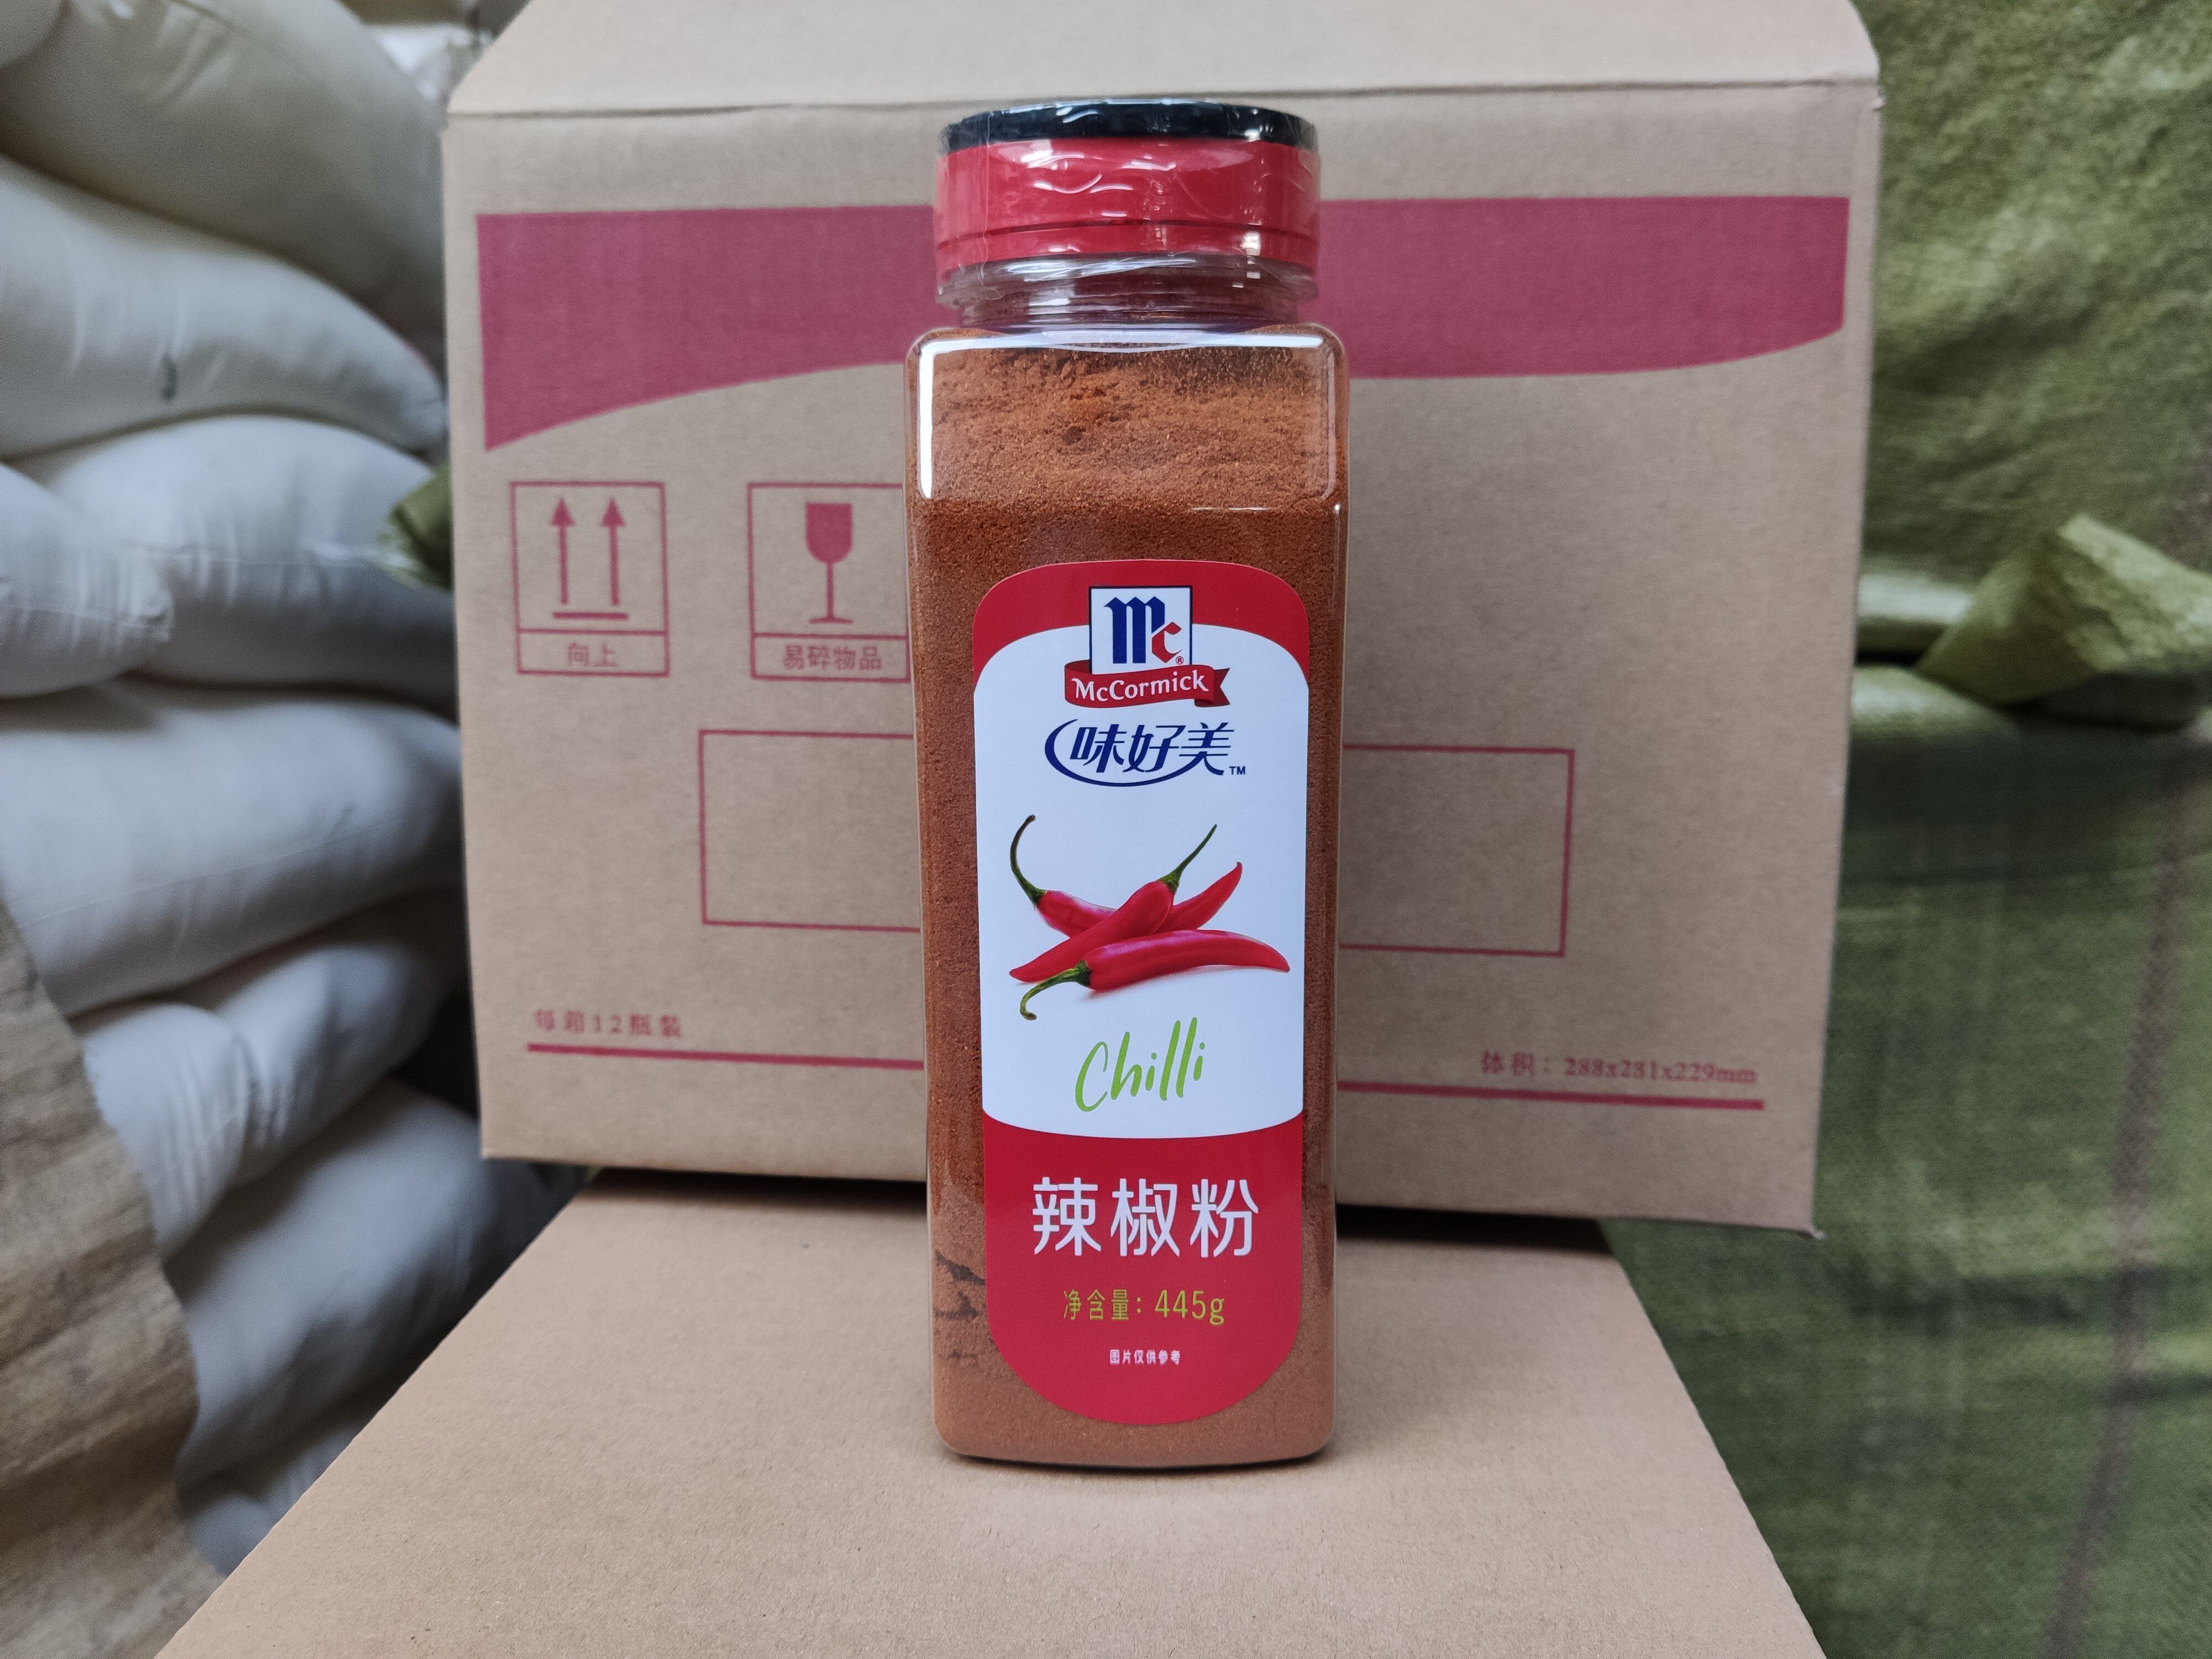 向上
易碎物品
mc®
McCormick
味好美™
Chilli
每箱12瓶装
体积：288x281x229mm
辣椒粉
净含量：445g
图片仅供参考